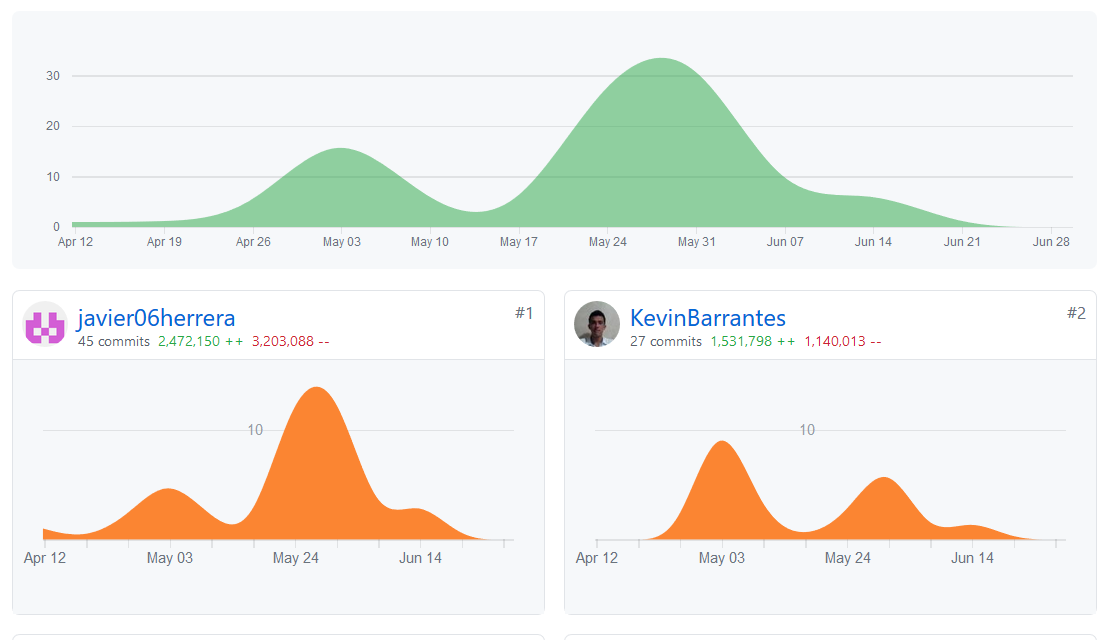 30
20
10
0
Apr 12 Apr 19 Apr 26 May 03 May 10 May 17 May 24 May 31 Jun 07 Jun 14 Jun 21 Jun 28
javier06herrera #1
45 commits 2,472,150 ++ 3,203,088 --
10
Apr 12 May 03 May 24 Jun 14
KevinBarrantes #2
27 commits 1,531,798 ++ 1,140,013 --
10
Apr 12 May 03 May 24 Jun 14